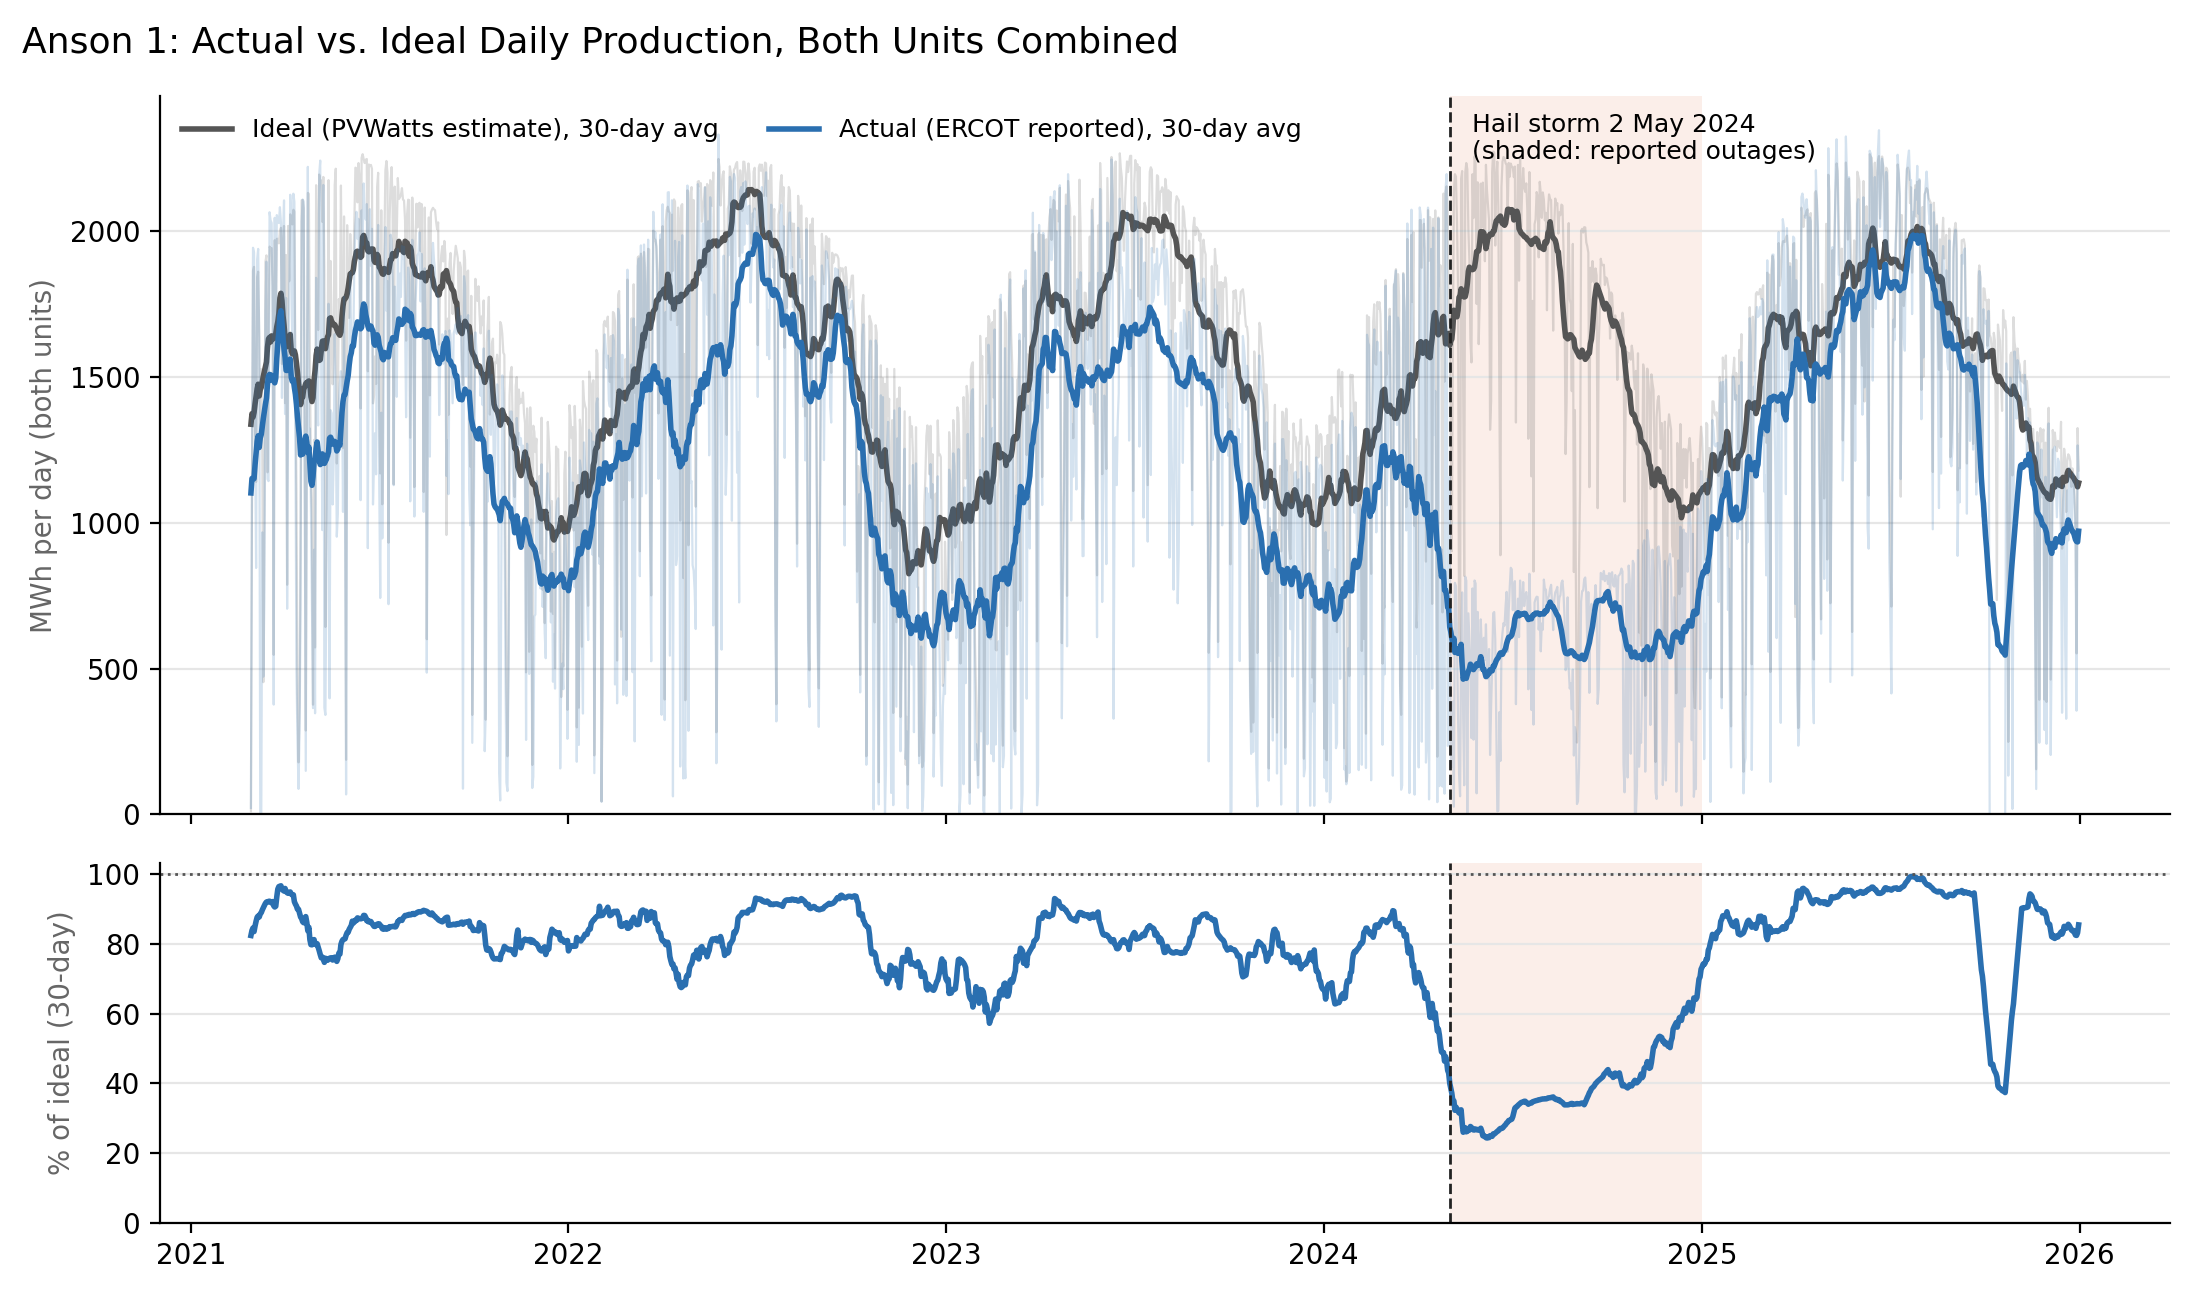 Anson 1: Actual vs. Ideal Daily Production, Both Units Combined
Ideal (PVWatts estimate), 30-day avg
Actual (ERCOT reported), 30-day avg
Hail storm 2 May 2024
(shaded: reported outages)
MWh per day (both units)
2000
1500
1000
500
0
% of ideal (30-day)
100
80
60
40
20
0
2021
2022
2023
2024
2025
2026